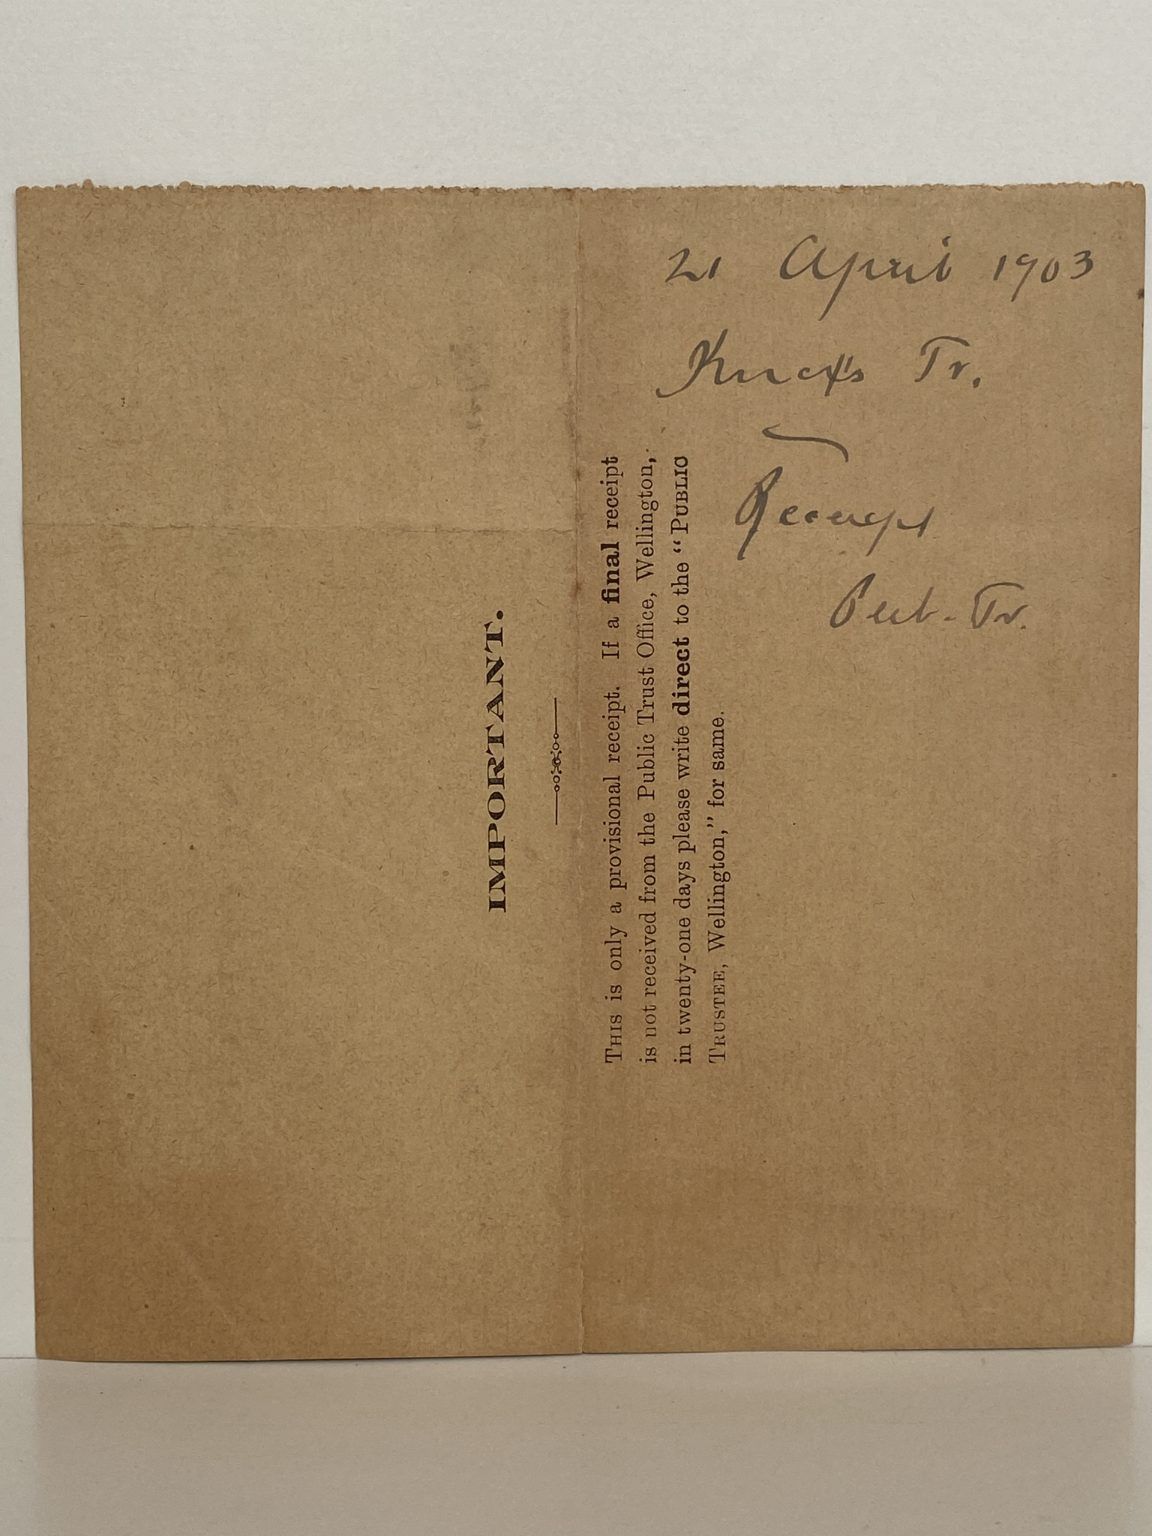 21 April 1903
Tr.
Receipt
Pub. Tr.
IMPORTANT.
THIS is only a provisional receipt. If a final receipt
is not received from the Public Trust Office, Wellington,
in twenty-one days please write direct to the "PUBLIC
TRUSTEE, Wellington," for same.